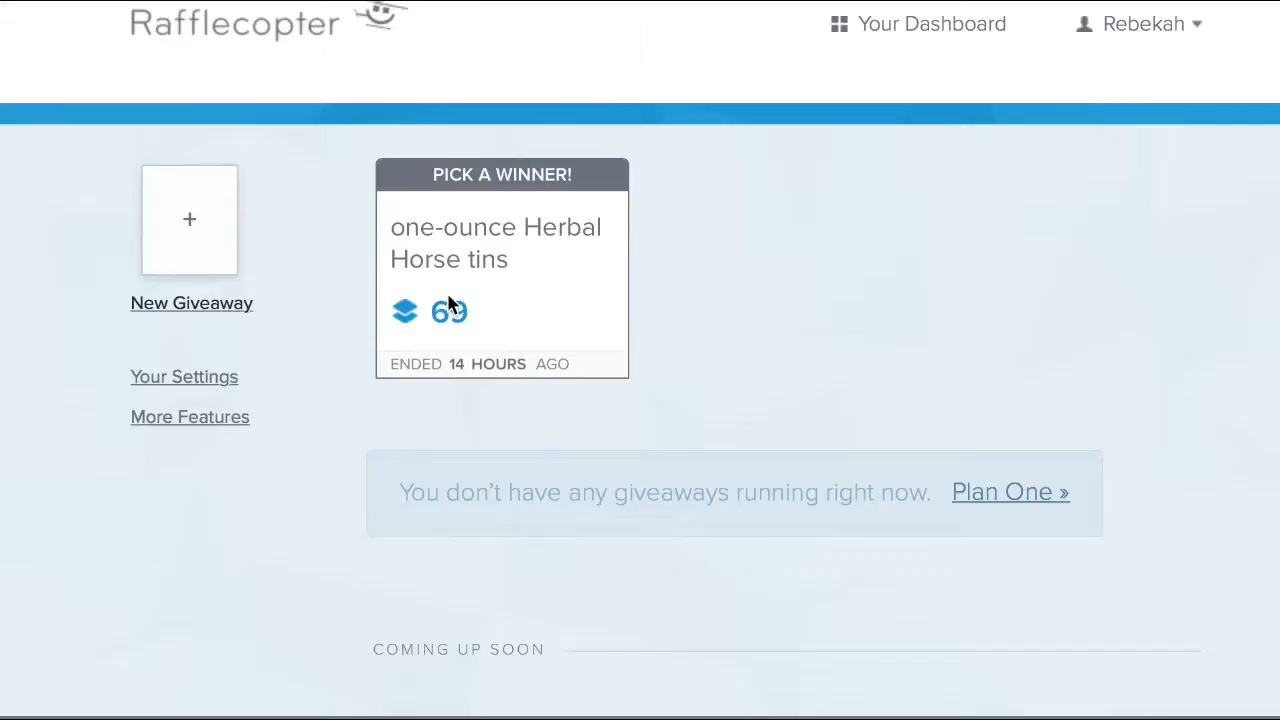 Rafflecopter
Your Dashboard
Rebekah
PICK A WINNER!
one-ounce Herbal
Horse tins
69
ENDED 14 HOURS AGO
+
New Giveaway
Your Settings
More Features
You don't have any giveaways running right now. Plan One »
COMING UP SOON